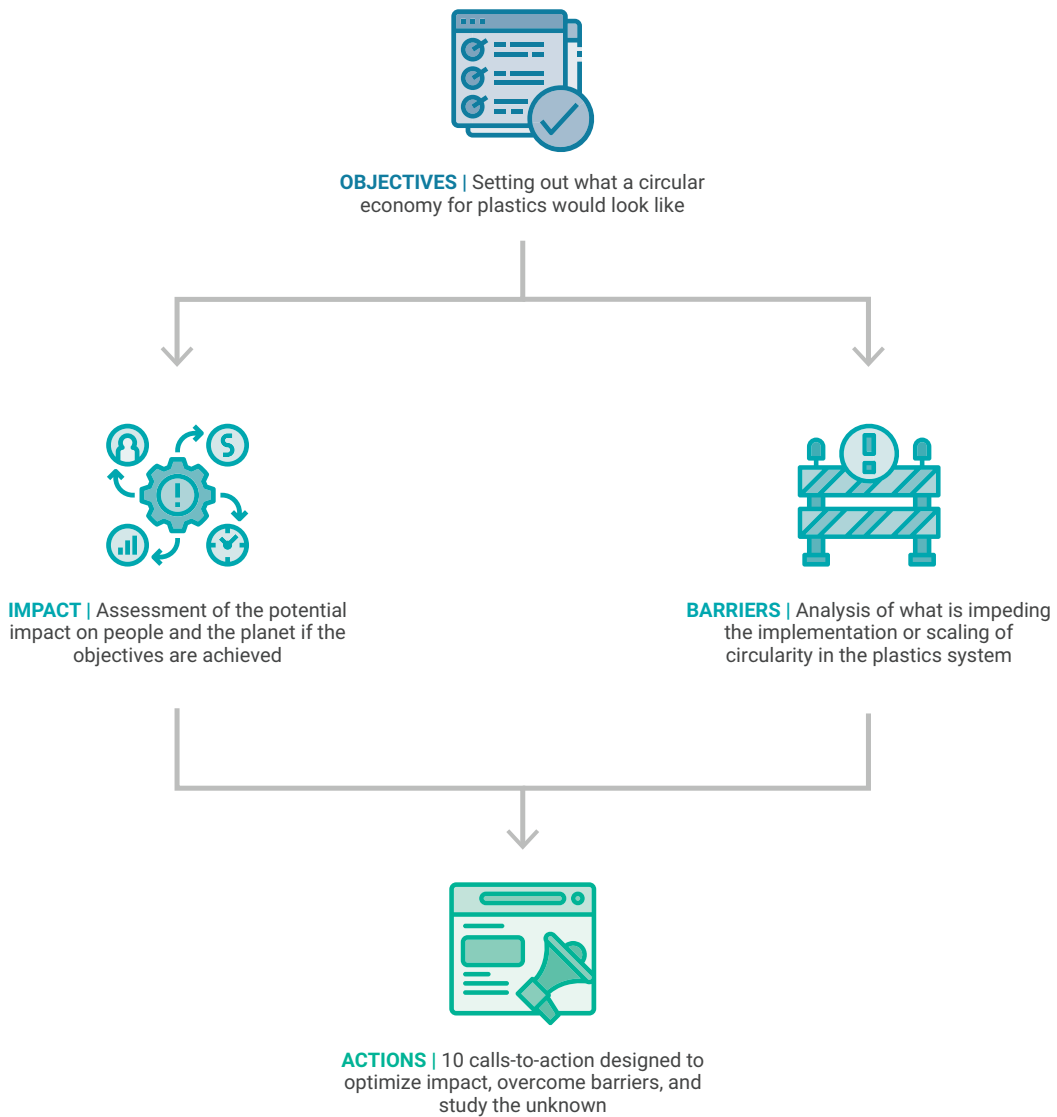 OBJECTIVES | Setting out what a circular
economy for plastics would look like
IMPACT | Assessment of the potential
impact on people and the planet if the
objectives are achieved
BARRIERS | Analysis of what is impeding
the implementation or scaling of
circularity in the plastics system
ACTIONS | 10 calls-to-action designed to
optimize impact, overcome barriers, and
study the unknown